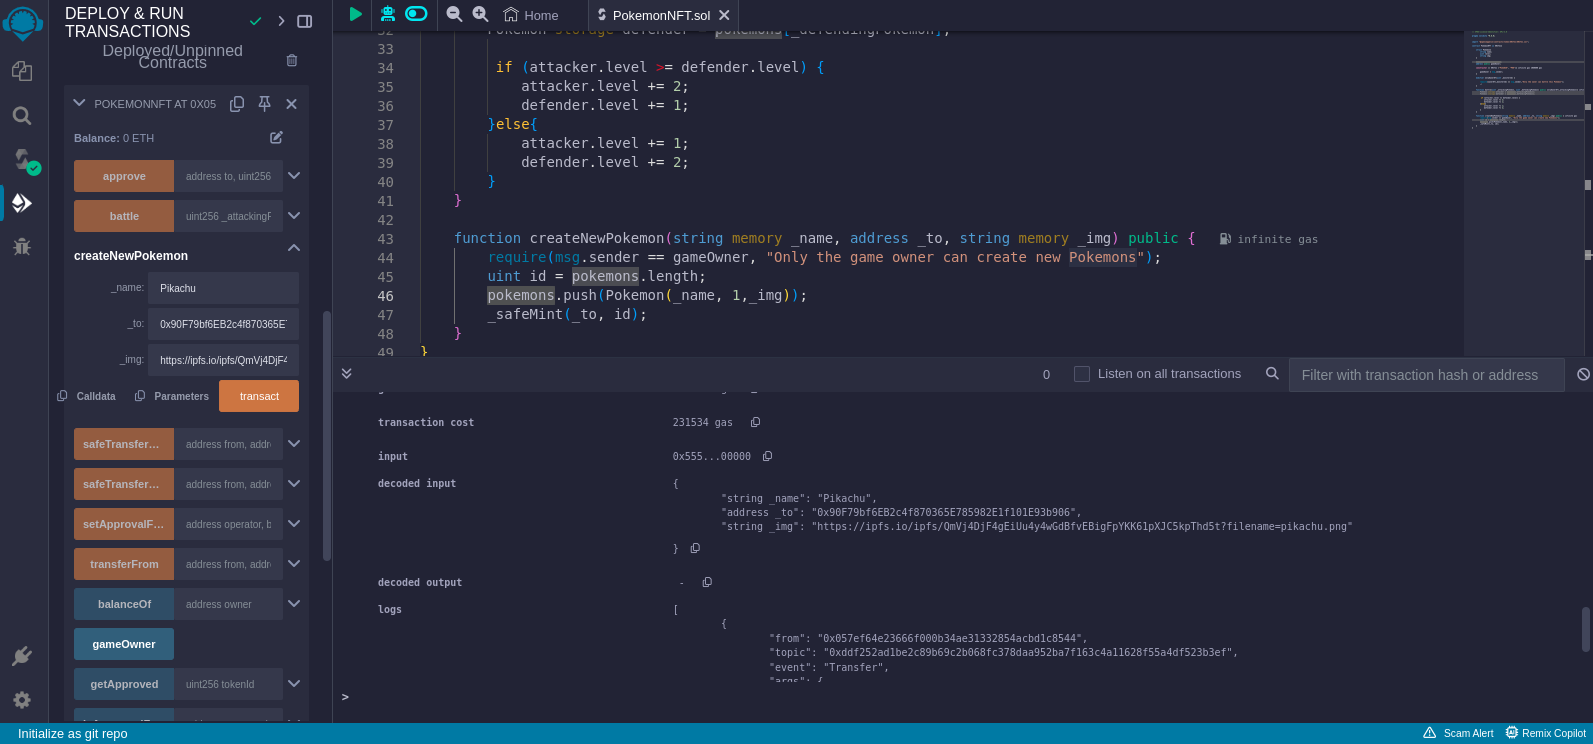 DEPLOY & RUN
TRANSACTIONS
Deployed/Unpinned
Contracts
POKEMONNFT AT 0X05
Balance: 0 ETH
approve address to, uint256
battle uint256 _attackingF
createNewPokemon
_name: Pikachu
_to: 0x90F79bf6EB2c4f870365E
_img: https://ipfs.io/ipfs/QmVj4DjF4
Calldata Parameters transact
safeTransfer... address from, addr
safeTransfer... address from, addr
setApprovalF... address operator, b
transferFrom address from, addr
balanceOf address owner
gameOwner
getApproved uint256 tokenId
Home PokemonNFT.sol
32 Pokemon storage defender = pokemons[_defendingPokemon];
33
34 if (attacker.level >= defender.level) {
35 attacker.level += 2;
36 defender.level += 1;
37 }else{
38 attacker.level += 1;
39 defender.level += 2;
40 }
41 }
42
43 function createNewPokemon(string memory _name, address _to, string memory _img) public { infinite gas
44 require(msg.sender == gameOwner, "Only the game owner can create new Pokemons");
45 uint id = pokemons.length;
46 pokemons.push(Pokemon(_name, 1,_img));
47 _safeMint(_to, id);
48 }
49 }
0 Listen on all transactions Filter with transaction hash or address
transaction cost 231534 gas
input 0x555...00000
decoded input {
"string _name": "Pikachu",
"address _to": "0x90F79bf6EB2c4f870365E785982E1f101E93b906",
"string _img": "https://ipfs.io/ipfs/QmVj4DjF4gEiUu4y4wGdBfvEBigFpYKK61pXJC5kpThd5t?filename=pikachu.png"
}
decoded output -
logs [
{
"from": "0x057ef64e23666f000b34ae31332854acbd1c8544",
"topic": "0xddf252ad1be2c89b69c2b068fc378daa952ba7f163c4a11628f55a4df523b3ef",
"event": "Transfer",
"args": {
>
Initialize as git repo Scam Alert Remix Copilot